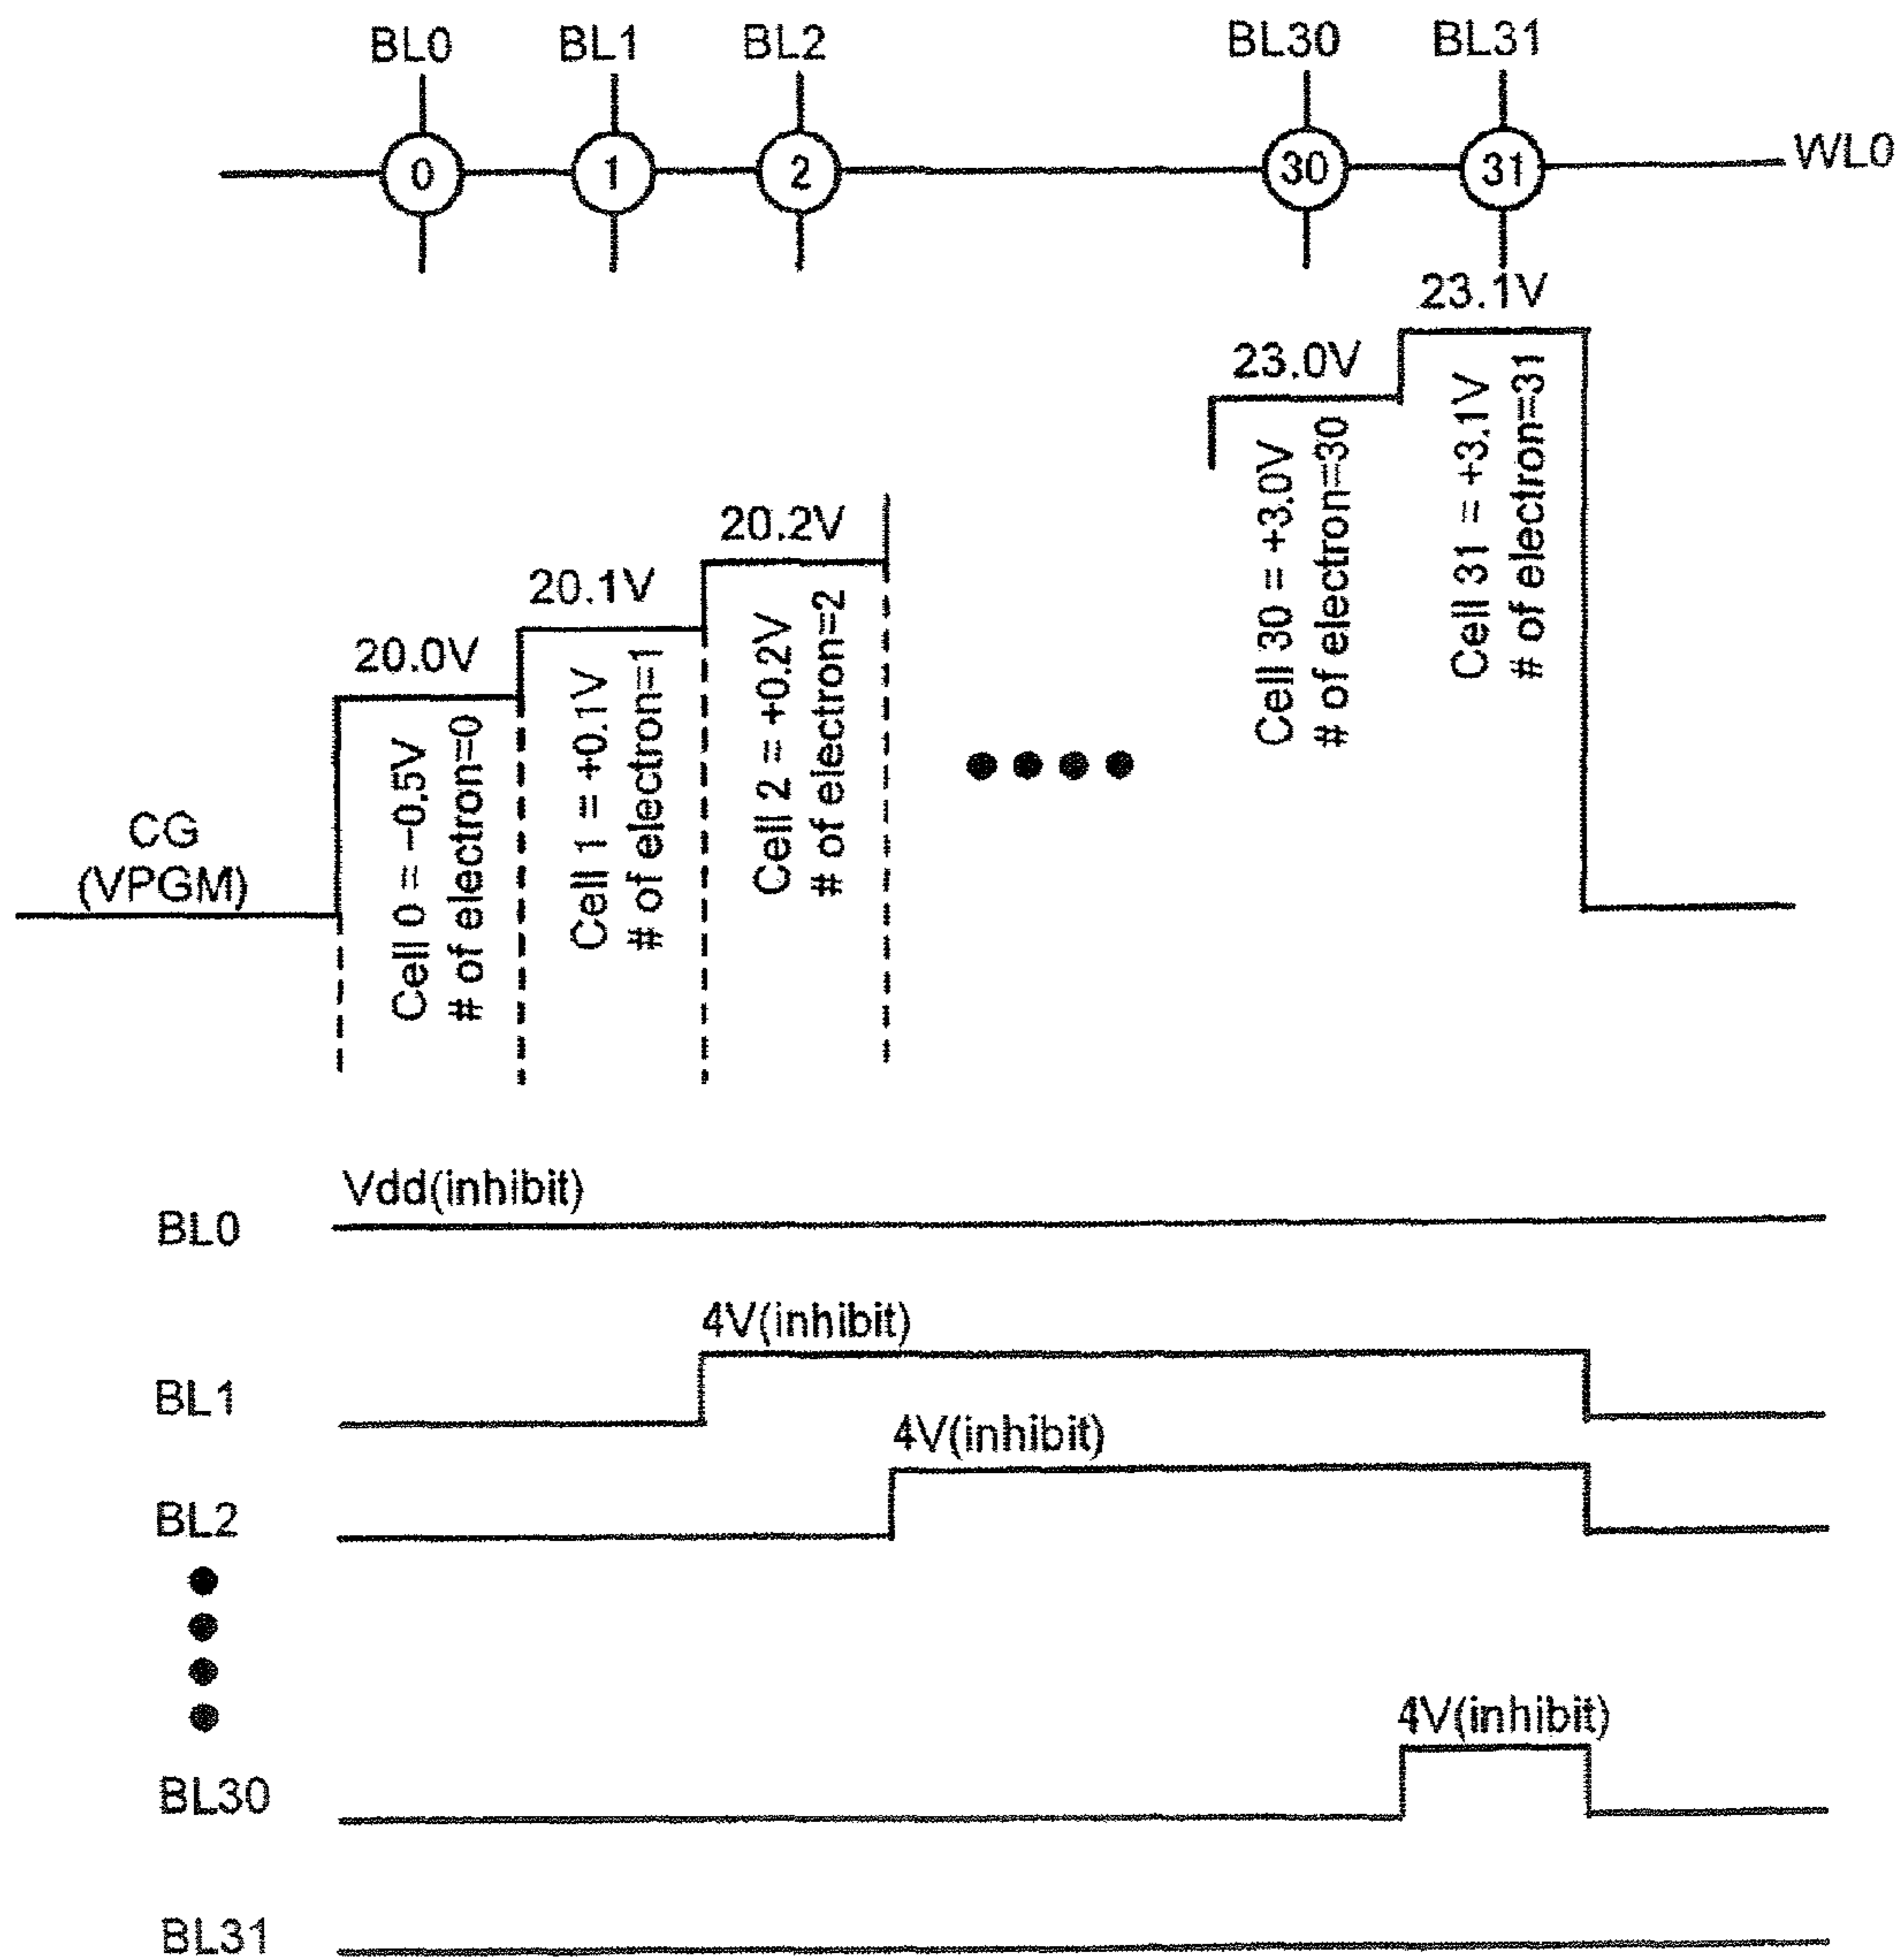 BL0
BL1
BL2
BL30
BL31
0
1
2
30
31
WL0
23.1V
23.0V
20.2V
20.1V
20.0V
CG
(VPGM)
Cell 0 = -0.5V
# of electron=0
Cell 1 = +0.1V
# of electron=1
Cell 2 = +0.2V
# of electron=2
Cell 30 = +3.0V
# of electron=30
Cell 31 = +3.1V
# of electron=31
Vdd(inhibit)
BL0
4V(inhibit)
BL1
4V(inhibit)
BL2
4V(inhibit)
BL30
BL31